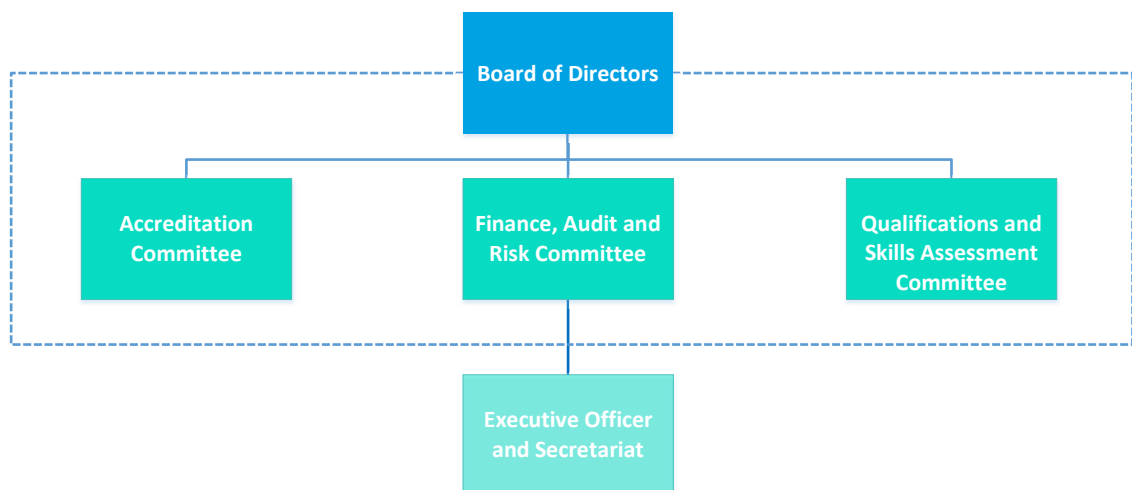 Board of Directors
Accreditation
Committee
Finance, Audit and
Risk Committee
Qualifications and
Skills Assessment
Committee
Executive Officer
and Secretariat